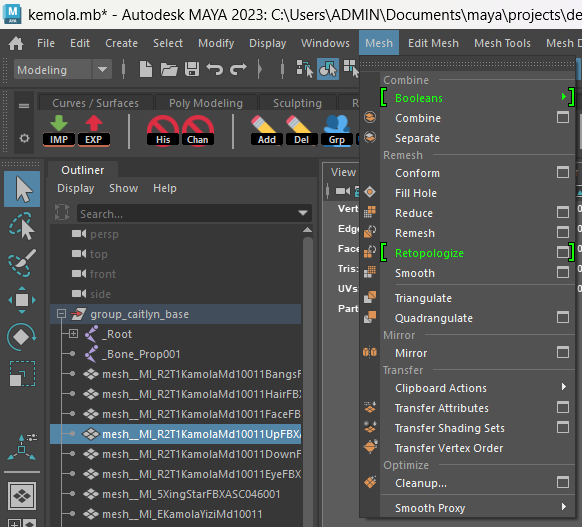 kemola.mb* - Autodesk MAYA 2023: C:\Users\ADMIN\Documents\maya\projects\de
File Edit Create Select Modify Display Windows Mesh Edit Mesh Mesh Tools Mesh D
Modeling
Curves / Surfaces Poly Modeling Sculpting R
IMP EXP His Chan Add Del Grp
Outliner
Display Show Help
Search...
persp
top
front
side
group_caitlyn_base
_Root
_Bone_Prop001
mesh__MI_R2T1KamolaMd10011BangsF
mesh__MI_R2T1KamolaMd10011HairFBX
mesh__MI_R2T1KamolaMd10011FaceFB
mesh__MI_R2T1KamolaMd10011UpFBXA
mesh__MI_R2T1KamolaMd10011DownF
mesh__MI_R2T1KamolaMd10011EyeFBX
mesh__MI_5XingStarFBXASC046001
mesh__MI_EKamolaYiziMd10011
View
Vert
Edge
Face
Tris:
UVs
Part
Combine
Booleans
Combine
Separate
Remesh
Conform
Fill Hole
Reduce
Remesh
Retopologize
Smooth
Triangulate
Quadrangulate
Mirror
Mirror
Transfer
Clipboard Actions
Transfer Attributes
Transfer Shading Sets
Transfer Vertex Order
Optimize
Cleanup...
Smooth Proxy